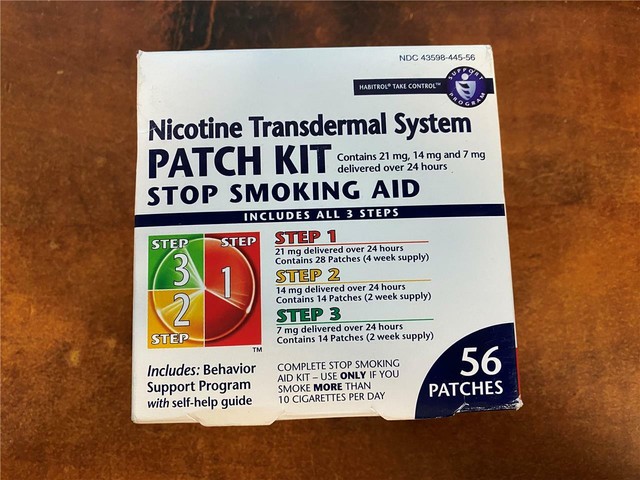 NDC 43598-445-56
HABITROL® TAKE CONTROL™
SUPPORT PROGRAM
Nicotine Transdermal System
PATCH KIT
Contains 21 mg, 14 mg and 7 mg
delivered over 24 hours
STOP SMOKING AID
INCLUDES ALL 3 STEPS
STEP 3
STEP 1
2 STEP
TM
STEP 1
21 mg delivered over 24 hours
Contains 28 Patches (4 week supply)
STEP 2
14 mg delivered over 24 hours
Contains 14 Patches (2 week supply)
STEP 3
7 mg delivered over 24 hours
Contains 14 Patches (2 week supply)
Includes: Behavior
Support Program
with self-help guide
COMPLETE STOP SMOKING
AID KIT – USE ONLY IF YOU
SMOKE MORE THAN
10 CIGARETTES PER DAY
56
PATCHES